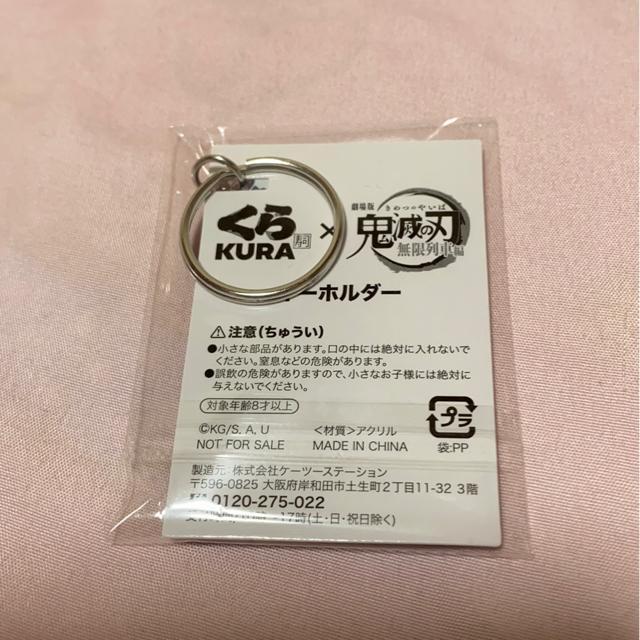 くら
KURA 寿司
×
劇場版 きめつのやいば
鬼滅の刃
無限列車編
ーホルダー
⚠注意(ちゅうい)
●小さな部品があります。口の中には絶対に入れないで
ください。窒息などの危険があります。
●誤飲の危険がありますので、小さなお子様には絶対に
与えないでください。
対象年齢8才以上
©KG/S, A, U <材質>アクリル
NOT FOR SALE MADE IN CHINA
プラ
袋:PP
製造元:株式会社ケーツーステーション
〒596-0825 大阪府岸和田市土生町2丁目11-32 3階
0120-275-022
17時(土・日・祝日除く)